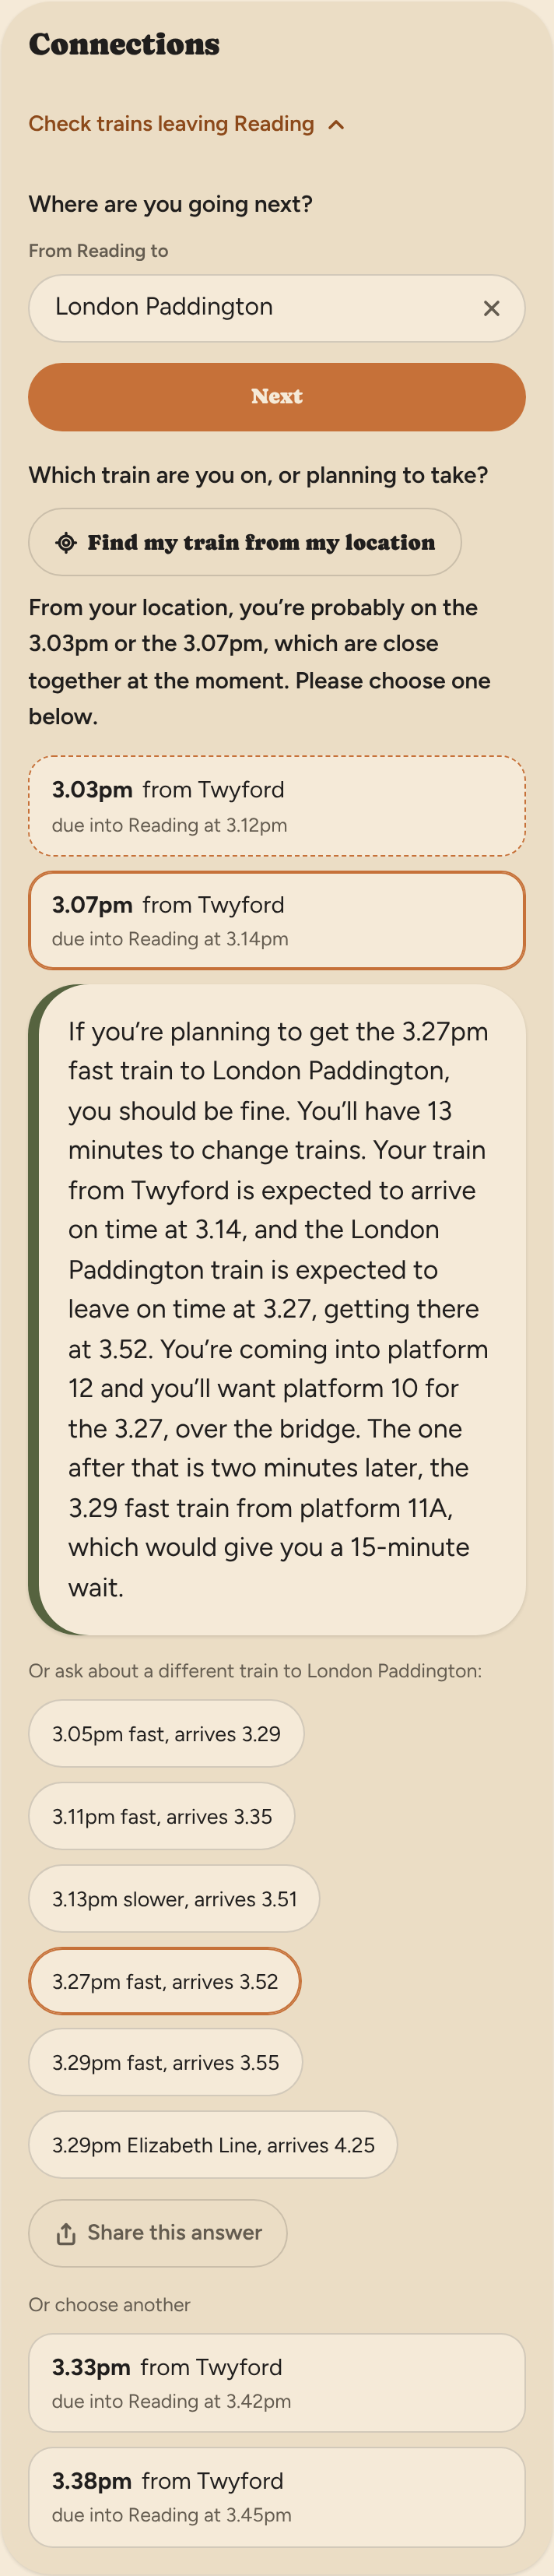 Connections
Check trains leaving Reading
Where are you going next?
From Reading to
London Paddington
Next
Which train are you on, or planning to take?
Find my train from my location
From your location, you’re probably on the
3.03pm or the 3.07pm, which are close
together at the moment. Please choose one
below.
3.03pm from Twyford
due into Reading at 3.12pm
3.07pm from Twyford
due into Reading at 3.14pm
If you’re planning to get the 3.27pm
fast train to London Paddington,
you should be fine. You’ll have 13
minutes to change trains. Your train
from Twyford is expected to arrive
on time at 3.14, and the London
Paddington train is expected to
leave on time at 3.27, getting there
at 3.52. You’re coming into platform
12 and you’ll want platform 10 for
the 3.27, over the bridge. The one
after that is two minutes later, the
3.29 fast train from platform 11A,
which would give you a 15-minute
wait.
Or ask about a different train to London Paddington:
3.05pm fast, arrives 3.29
3.11pm fast, arrives 3.35
3.13pm slower, arrives 3.51
3.27pm fast, arrives 3.52
3.29pm fast, arrives 3.55
3.29pm Elizabeth Line, arrives 4.25
Share this answer
Or choose another
3.33pm from Twyford
due into Reading at 3.42pm
3.38pm from Twyford
due into Reading at 3.45pm